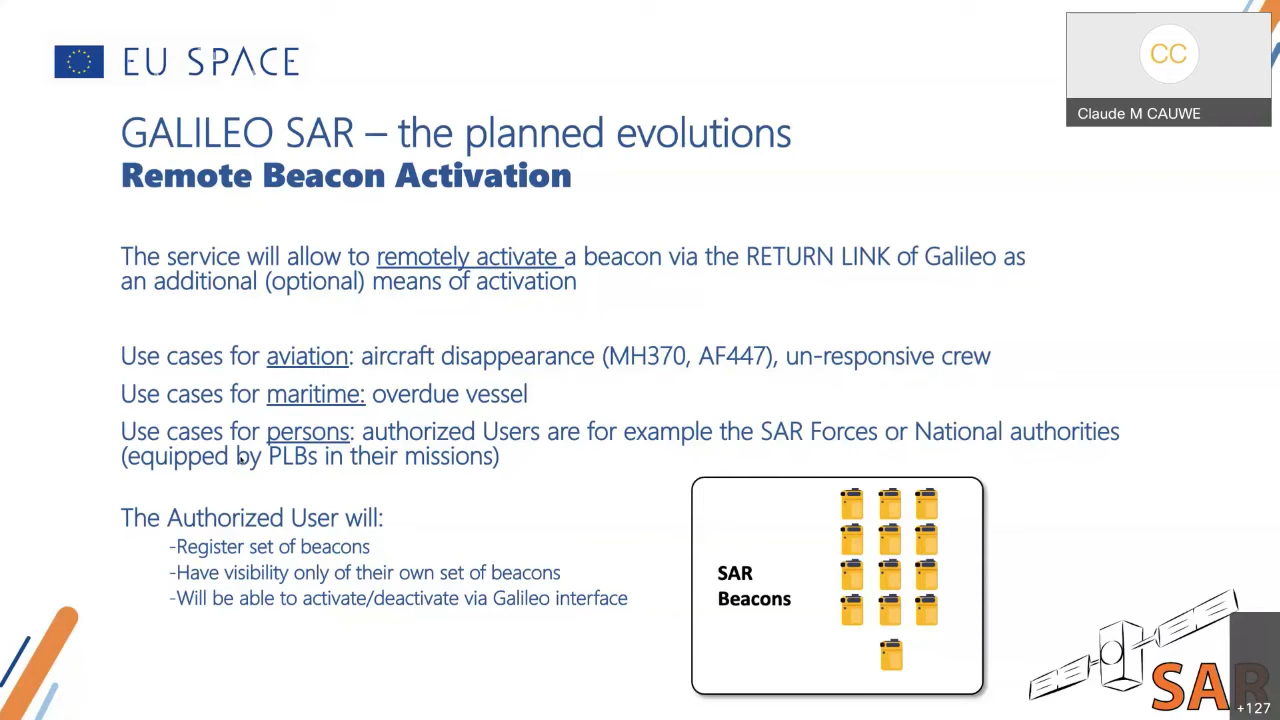 EU SPACE
CC
Claude M CAUWE
GALILEO SAR – the planned evolutions
Remote Beacon Activation
The service will allow to remotely activate a beacon via the RETURN LINK of Galileo as
an additional (optional) means of activation
Use cases for aviation: aircraft disappearance (MH370, AF447), un-responsive crew
Use cases for maritime: overdue vessel
Use cases for persons: authorized Users are for example the SAR Forces or National authorities
(equipped by PLBs in their missions)
The Authorized User will:
-Register set of beacons
-Have visibility only of their own set of beacons
-Will be able to activate/deactivate via Galileo interface
SAR
Beacons
SAR
+127